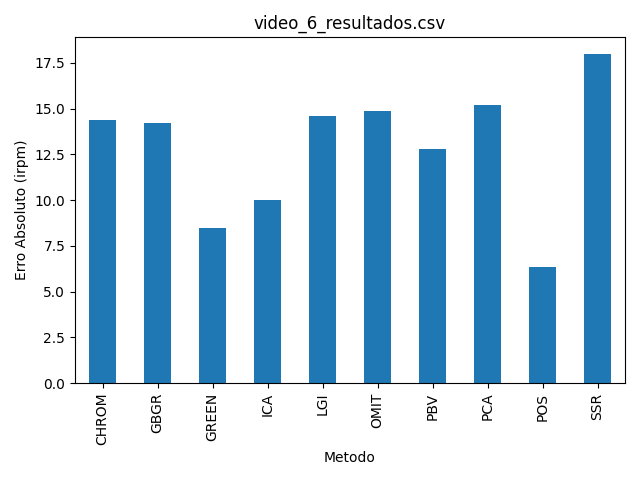 video_6_resultados.csv
Erro Absoluto (irpm)
17.5
15.0
12.5
10.0
7.5
5.0
2.5
0.0
CHROM
GBGR
GREEN
ICA
LGI
OMIT
PBV
PCA
POS
SSR
Metodo